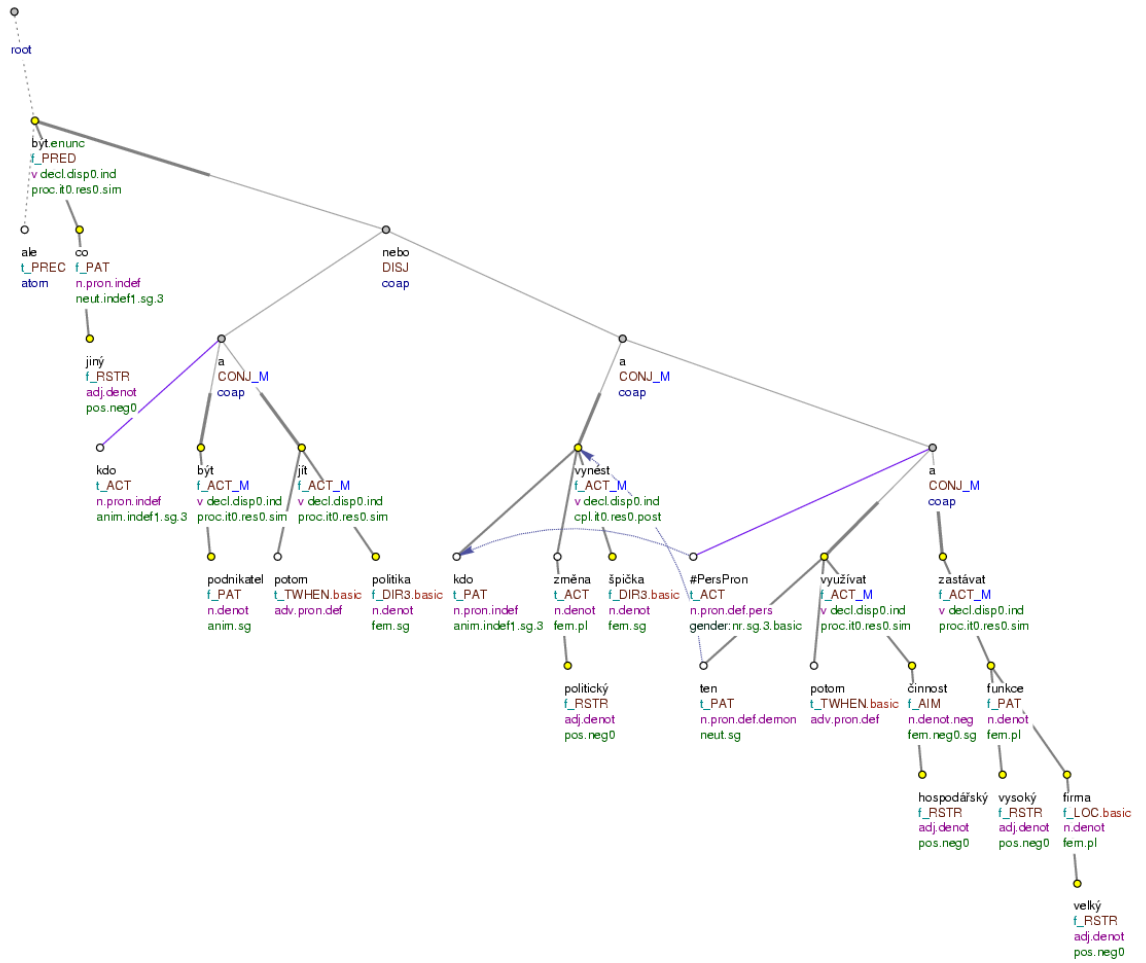 root
být.enunc
f_PRED
v decl.disp0.ind
proc.it0.res0.sim
ale
t_PREC
atom
co
f_PAT
n.pron.indef
neut.indef1.sg.3
nebo
DISJ
coap
jiný
f_RSTR
adj.denot
pos.neg0
a
CONJ_M
coap
a
CONJ_M
coap
kdo
t_ACT
n.pron.indef
anim.indef1.sg.3
být
f_ACT_M
v decl.disp0.ind
proc.it0.res0.sim
jít
f_ACT_M
v decl.disp0.ind
proc.it0.res0.sim
vynést
f_ACT_M
v decl.disp0.ind
cpl.it0.res0.post
a
CONJ_M
coap
podnikatel
f_PAT
n.denot
anim.sg
potom
t_TWHEN.basic
adv.pron.def
politika
f_DIR3.basic
n.denot
fem.sg
kdo
t_PAT
n.pron.indef
anim.indef1.sg.3
změna
t_ACT
n.denot
fem.pl
špička
f_DIR3.basic
n.denot
fem.sg
#PersPron
t_ACT
n.pron.def.pers
gender:nr.sg.3.basic
využívat
f_ACT_M
v decl.disp0.ind
proc.it0.res0.sim
zastávat
f_ACT_M
v decl.disp0.ind
proc.it0.res0.sim
politický
f_RSTR
adj.denot
pos.neg0
ten
t_PAT
n.pron.def.demon
neut.sg
potom
t_TWHEN.basic
adv.pron.def
činnost
f_AIM
n.denot.neg
fem.neg0.sg
funkce
f_PAT
n.denot
fem.pl
hospodářský
f_RSTR
adj.denot
pos.neg0
vysoký
f_RSTR
adj.denot
pos.neg0
firma
f_LOC.basic
n.denot
fem.pl
velký
f_RSTR
adj.denot
pos.neg0